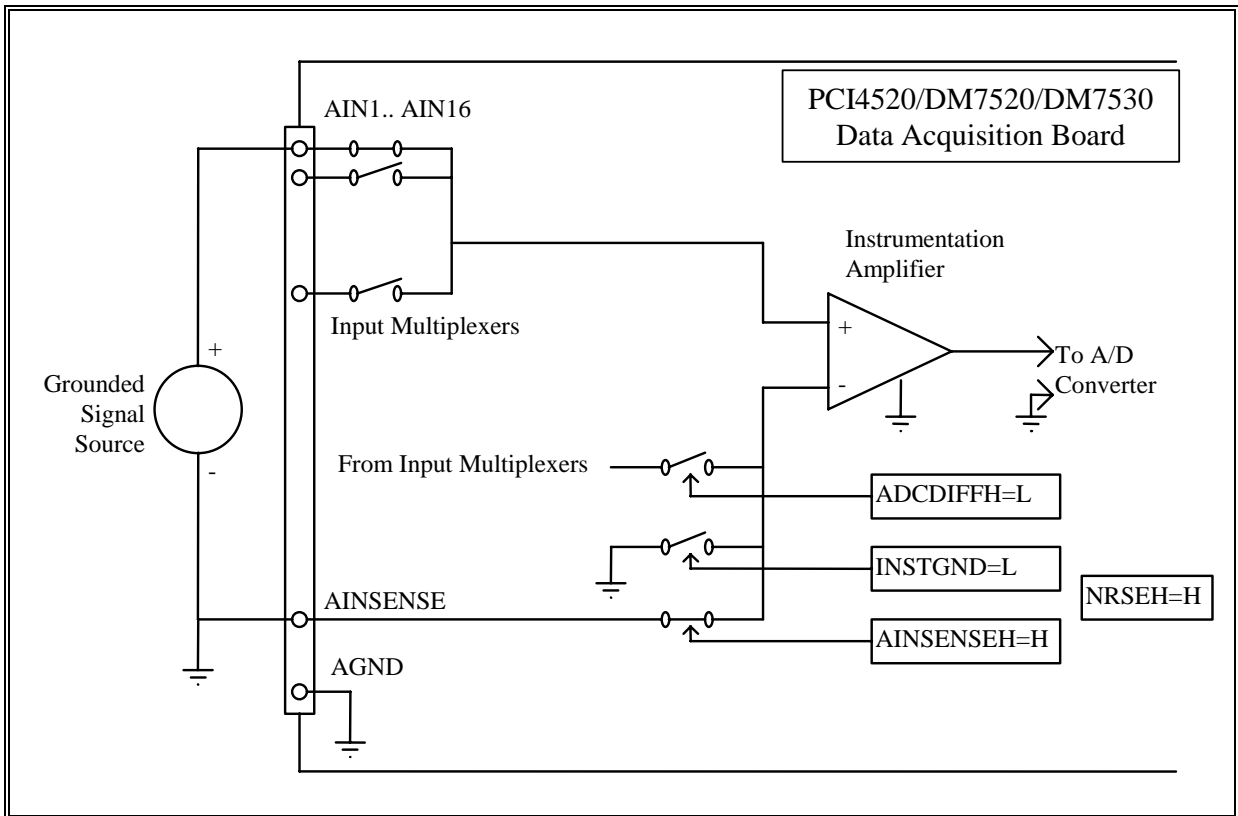 PCI4520/DM7520/DM7530
Data Acquisition Board
AIN1.. AIN16
Instrumentation
Amplifier
Input Multiplexers
+
-
To A/D
Converter
+
Grounded
Signal
Source
-
From Input Multiplexers
ADCDIFFH=L
INSTGND=L
NRSEH=H
AINSENSE
AINSENSEH=H
AGND